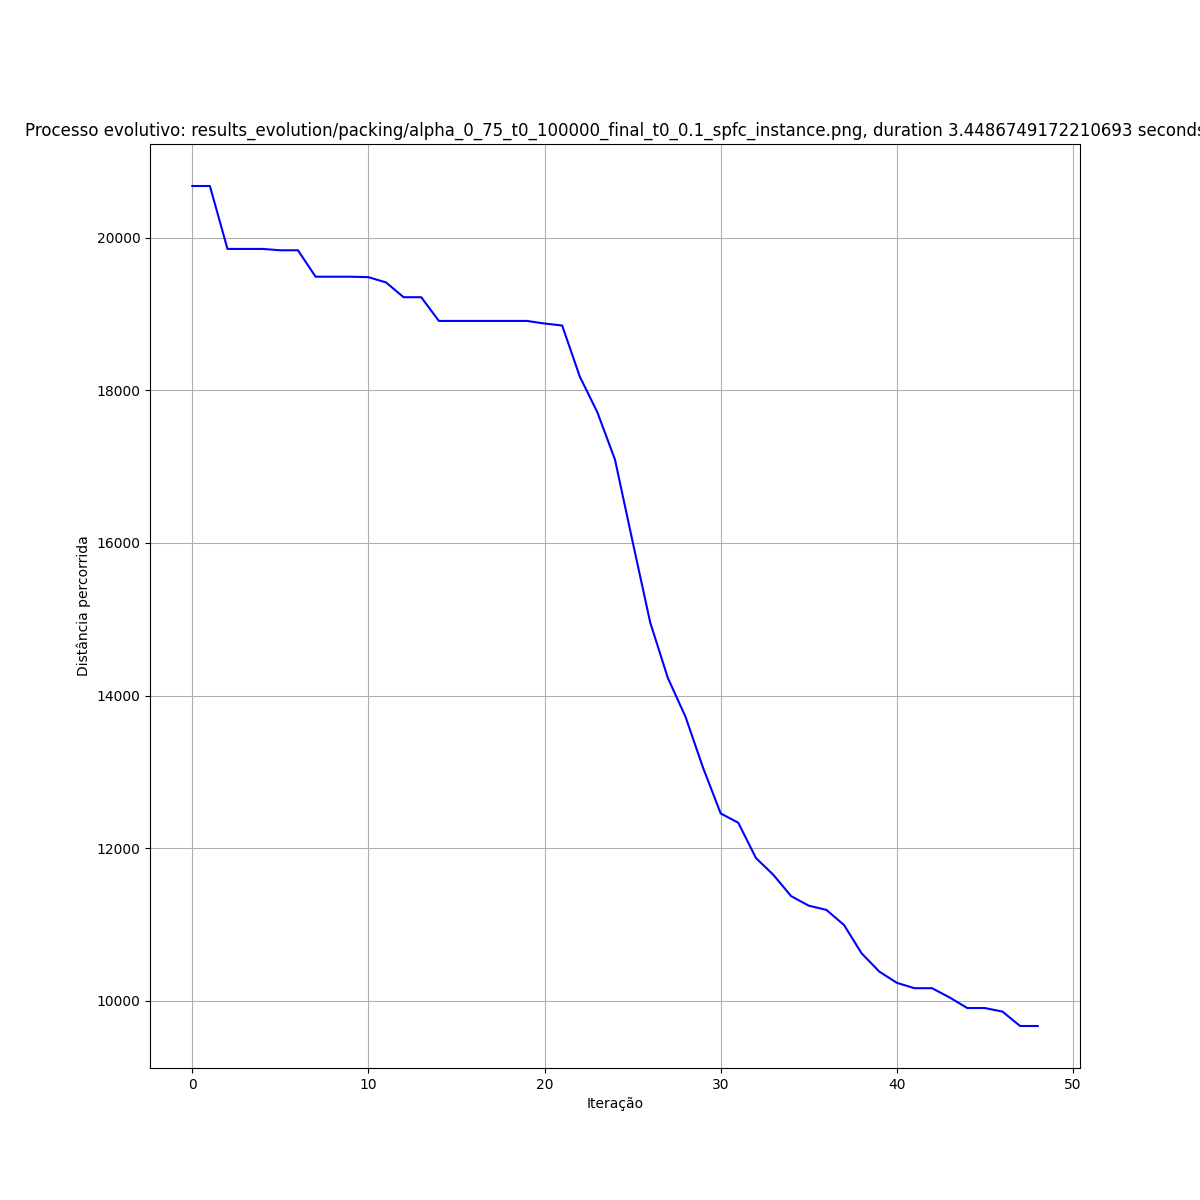 Processo evolutivo: results_evolution/packing/alpha_0_75_t0_100000_final_t0_0.1_spfc_instance.png, duration 3.4486749172210693 seconds
20000
18000
16000
14000
12000
10000
Distância percorrida
0 10 20 30 40 50
Iteração